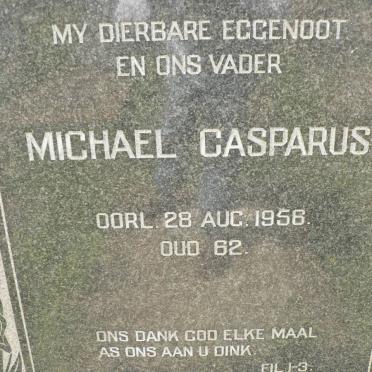 MY DIERBARE EGGENOOT
EN ONS VADER
MICHAEL CASPARUS
OORL. 28 AUG. 1956.
OUD 62.
ONS DANK GOD ELKE MAAL
AS ONS AAN U DINK.
FIL 1-3.